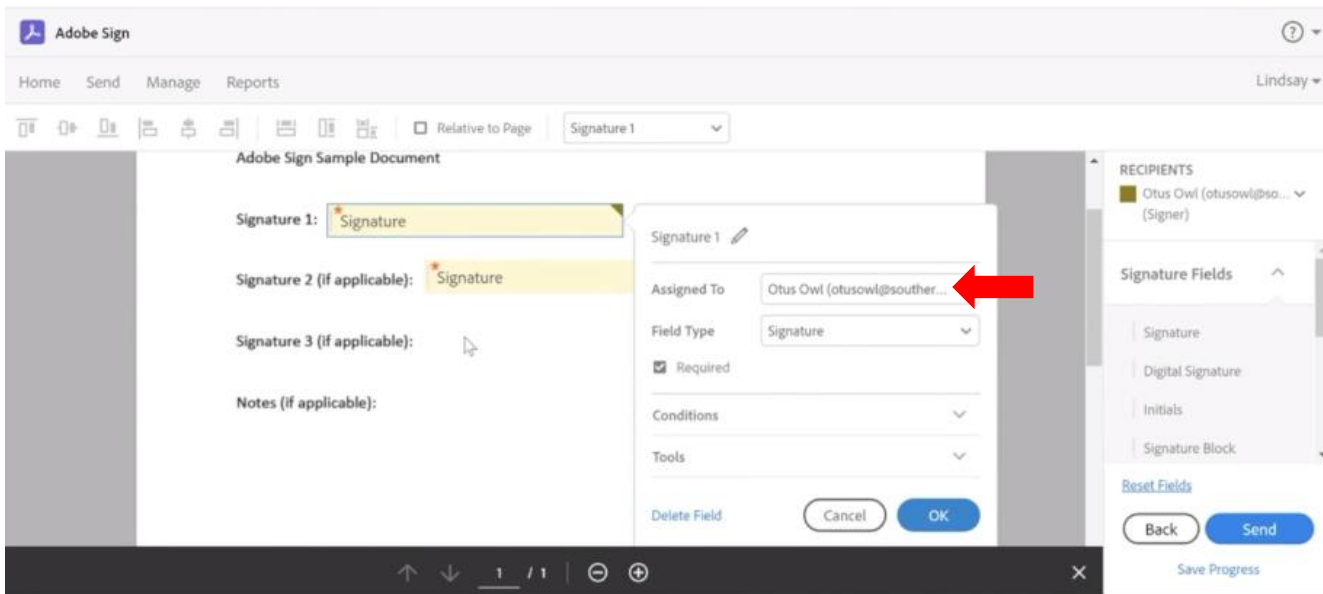 Adobe Sign
Home Send Manage Reports Lindsay
Relative to Page Signature 1
Adobe Sign Sample Document
Signature 1: * Signature
Signature 2 (if applicable): * Signature
Signature 3 (if applicable):
Notes (if applicable):
Signature 1
Assigned To Otus Owl (otusowl@souther...
Field Type Signature
Required
Conditions
Tools
Delete Field Cancel OK
RECIPIENTS
Otus Owl (otusowl@so...
(Signer)
Signature Fields
Signature
Digital Signature
Initials
Signature Block
Reset Fields
Back Send
Save Progress
1 / 1